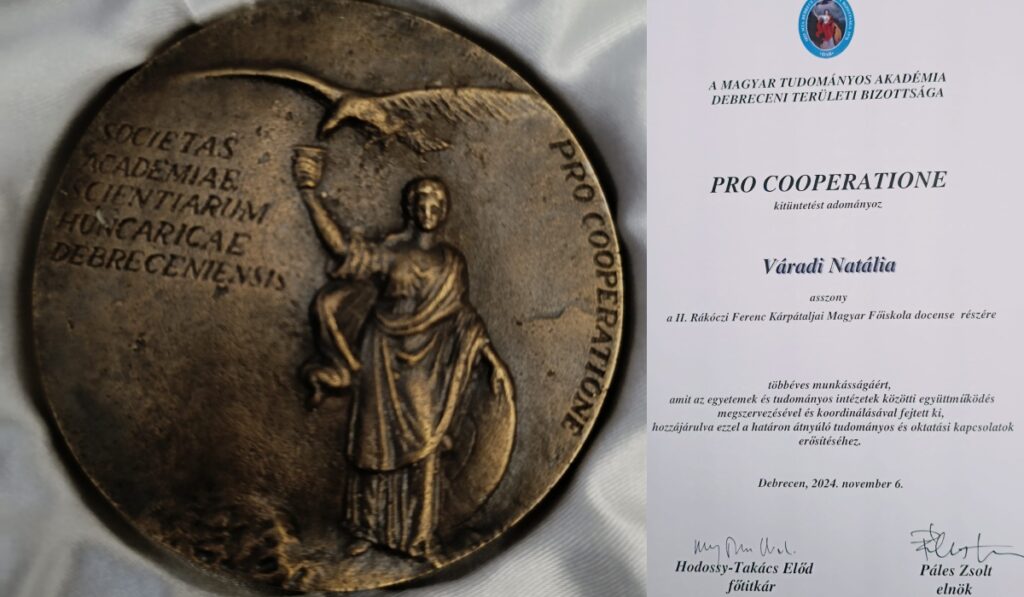 SOCIETAS
ACADEMIAE
SCIENTIARUM
HUNGARICAE
DEBRECENIENSIS
PRO COOPERATIONE
A MAGYAR TUDOMÁNYOS AKADÉMIA
DEBRECENI TERÜLETI BIZOTTSÁGA
PRO COOPERATIONE
kitüntetést adományoz
Váradi Natália
asszony
a II. Rákóczi Ferenc Kárpátaljai Magyar Főiskola docense részére
többéves munkásságáért,
amit az egyetemek és tudományos intézetek közötti együttműködés
megszervezésével és koordinálásával fejtett ki,
hozzájárulva ezzel a határon átnyúló tudományos és oktatási kapcsolatok
erősítéséhez.
Debrecen, 2024. november 6.
Hodossy-Takács Előd
főtitkár
Páles Zsolt
elnök